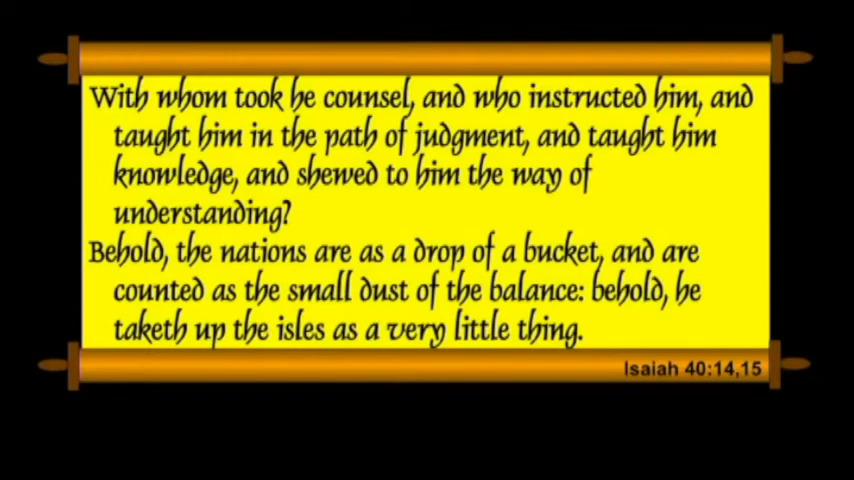 With whom took he counsel, and who instructed him, and
taught him in the path of judgment, and taught him
knowledge, and shewed to him the way of
understanding?
Behold, the nations are as a drop of a bucket, and are
counted as the small dust of the balance: behold, he
taketh up the isles as a very little thing.
Isaiah 40:14,15